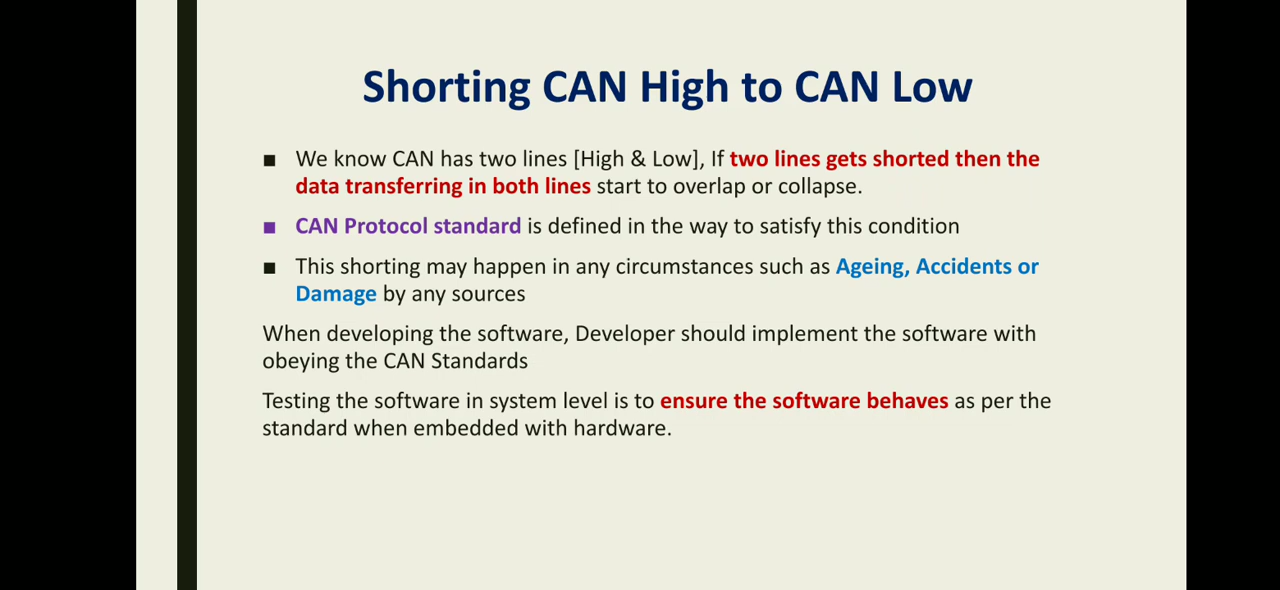 Shorting CAN High to CAN Low
▪ We know CAN has two lines [High & Low], If two lines gets shorted then the
data transferring in both lines start to overlap or collapse.
▪ CAN Protocol standard is defined in the way to satisfy this condition
▪ This shorting may happen in any circumstances such as Ageing, Accidents or
Damage by any sources
When developing the software, Developer should implement the software with
obeying the CAN Standards
Testing the software in system level is to ensure the software behaves as per the
standard when embedded with hardware.